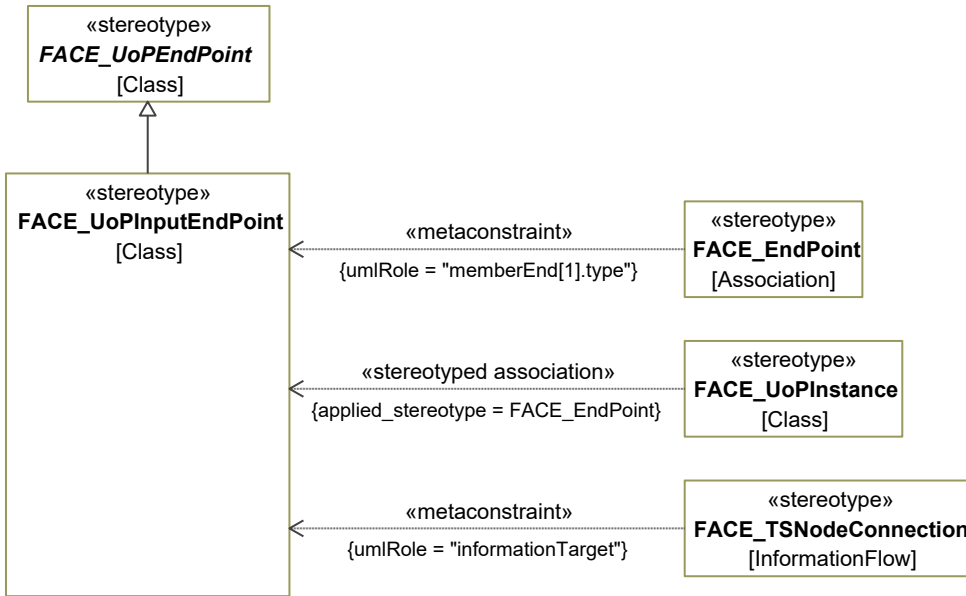 «stereotype»
FACE_UoPEndPoint
[Class]
«stereotype»
FACE_UoPInputEndPoint
[Class]
«metaconstraint»
{umlRole = "memberEnd[1].type"}
«stereotype»
FACE_EndPoint
[Association]
«stereotyped association»
{applied_stereotype = FACE_EndPoint}
«stereotype»
FACE_UoPInstance
[Class]
«metaconstraint»
{umlRole = "informationTarget"}
«stereotype»
FACE_TSNodeConnection
[InformationFlow]